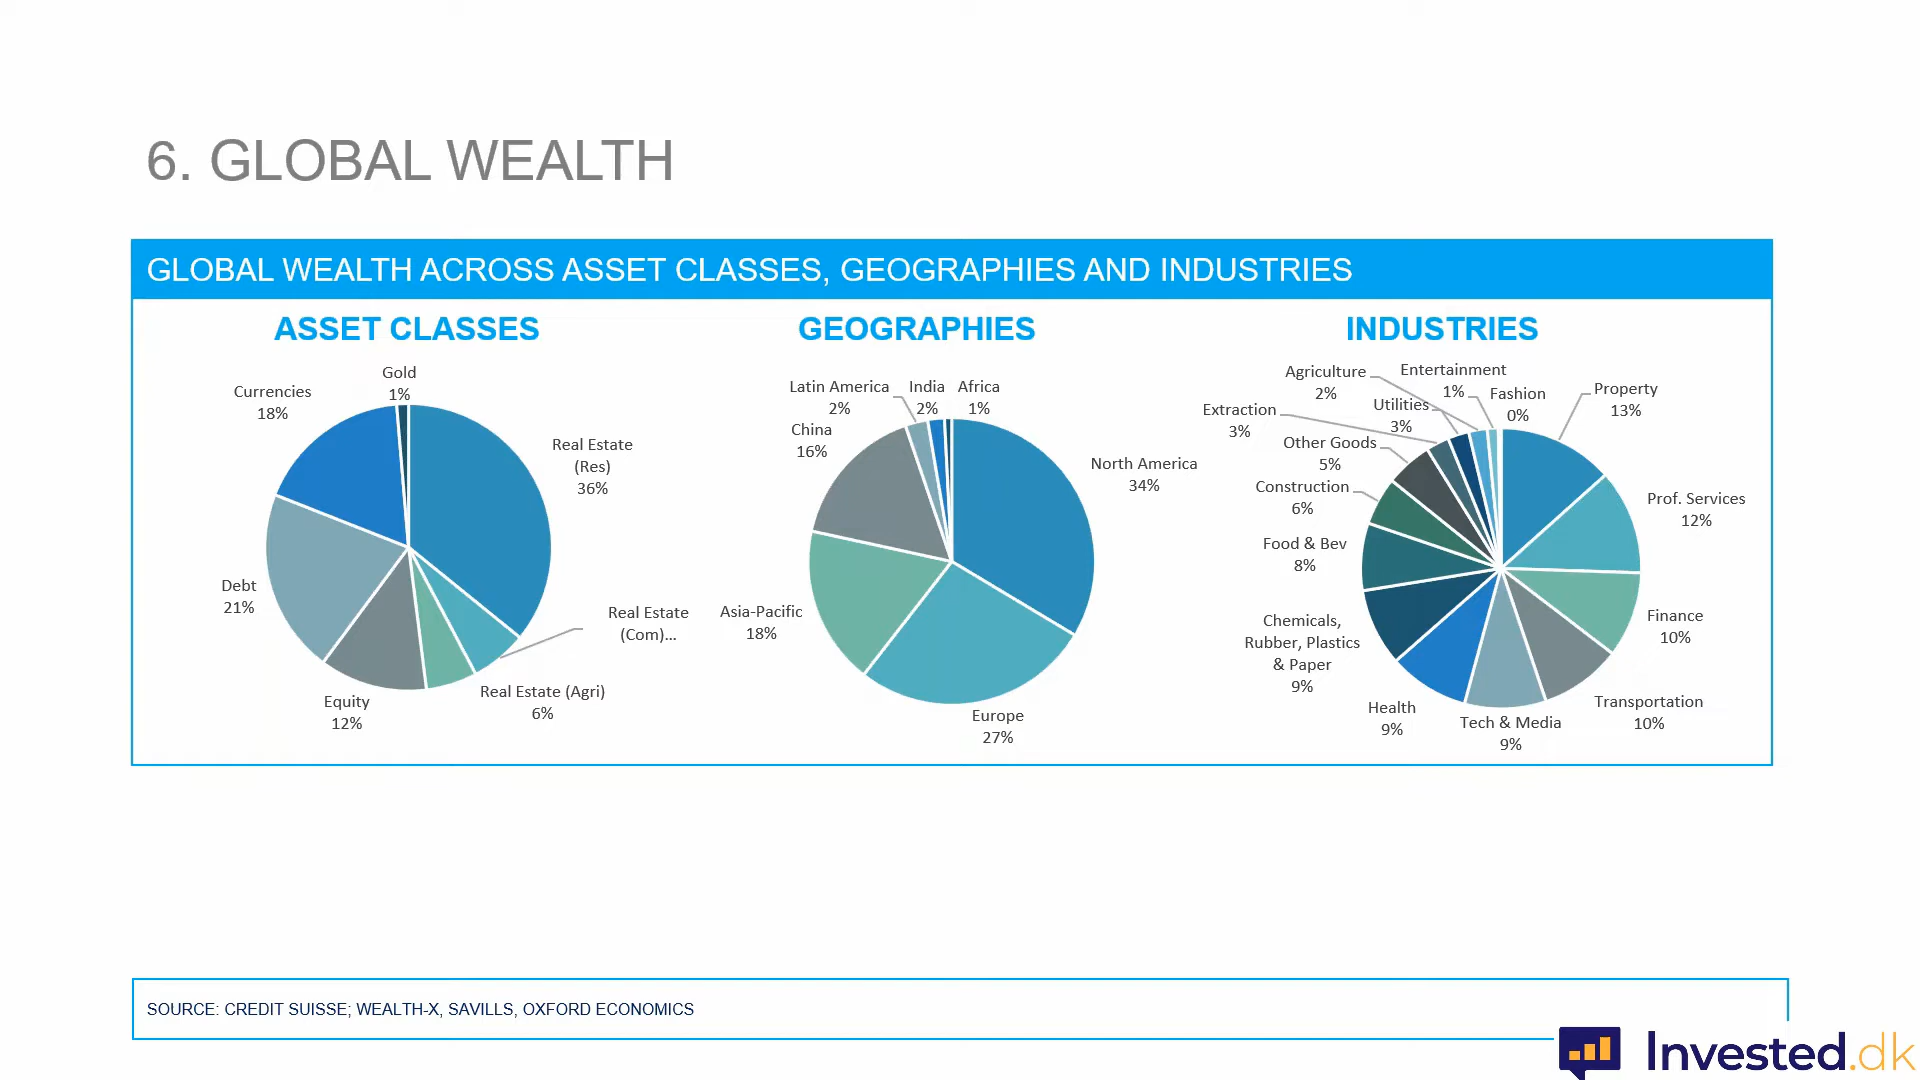 6. GLOBAL WEALTH
GLOBAL WEALTH ACROSS ASSET CLASSES, GEOGRAPHIES AND INDUSTRIES
ASSET CLASSES
Gold
1%
Currencies
18%
Real Estate
(Res)
36%
Debt
21%
Real Estate
(Com)...
Real Estate (Agri)
6%
Equity
12%
GEOGRAPHIES
Latin America
2%
India
2%
Africa
1%
China
16%
North America
34%
Asia-Pacific
18%
Europe
27%
INDUSTRIES
Agriculture
2%
Entertainment
1%
Fashion
0%
Property
13%
Extraction
3%
Utilities
3%
Other Goods
5%
Construction
6%
Prof. Services
12%
Food & Bev
8%
Finance
10%
Chemicals,
Rubber, Plastics
& Paper
9%
Health
9%
Tech & Media
9%
Transportation
10%
SOURCE: CREDIT SUISSE; WEALTH-X, SAVILLS, OXFORD ECONOMICS
Invested.dk